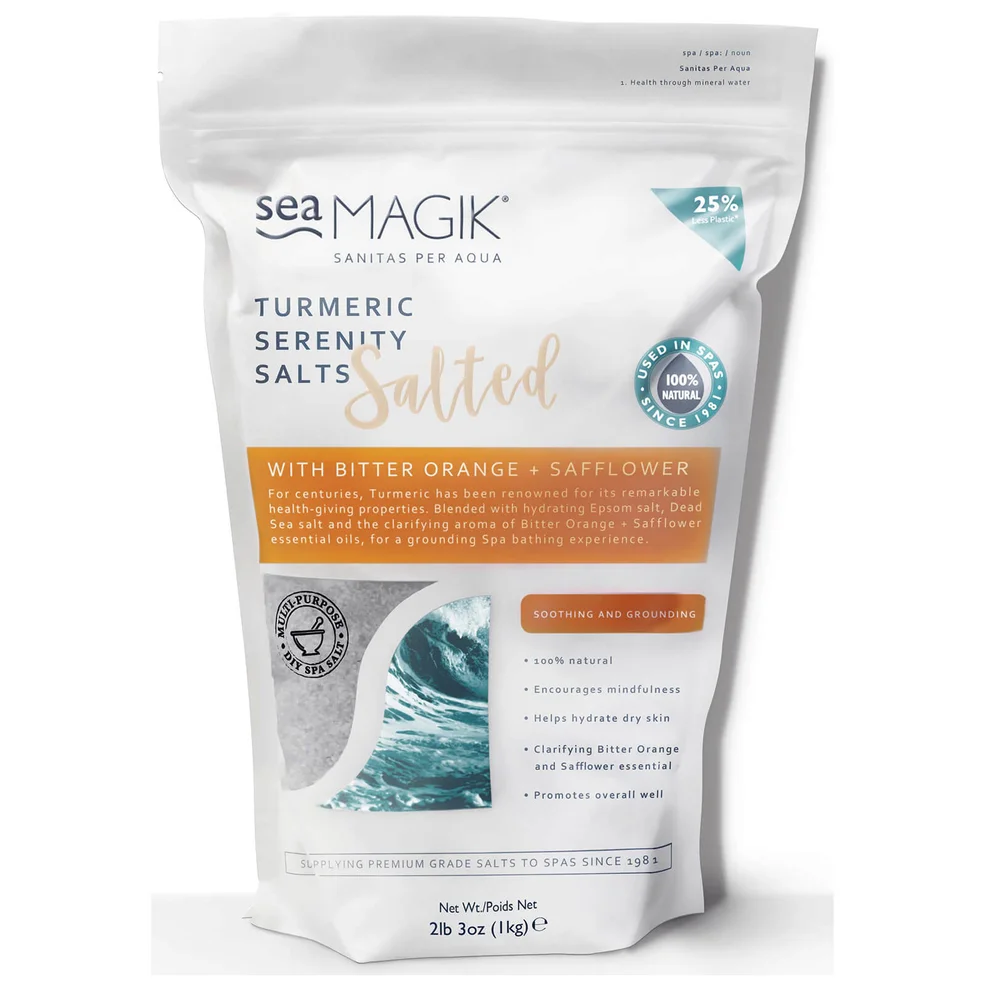 spa / spa: / noun
Sanitas Per Aqua
1. Health through mineral water
sea MAGIK®
SANITAS PER AQUA
25%
Less Plastic*
TURMERIC
SERENITY
SALTS
Salted
USED IN SPAS
100%
NATURAL
SINCE 1981
WITH BITTER ORANGE + SAFFLOWER
For centuries, Turmeric has been renowned for its remarkable
health-giving properties. Blended with hydrating Epsom salt, Dead
Sea salt and the clarifying aroma of Bitter Orange + Safflower
essential oils, for a grounding Spa bathing experience.
MULTI-PURPOSE
DIY SPA SALT
SOOTHING AND GROUNDING
• 100% natural
• Encourages mindfulness
• Helps hydrate dry skin
• Clarifying Bitter Orange
and Safflower essential
• Promotes overall well
SUPPLYING PREMIUM GRADE SALTS TO SPAS SINCE 1981
Net Wt./Poids Net
2lb 3oz (1kg) ℮